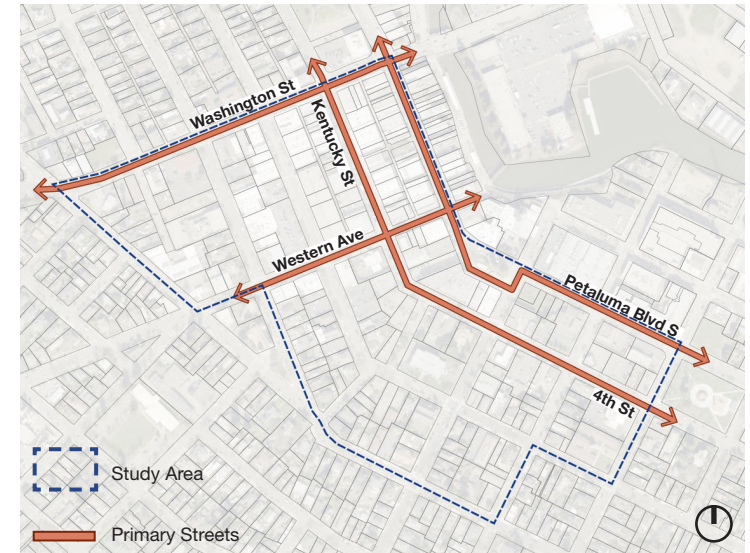 Washington St
Kentucky St
Western Ave
Petaluma Blvd S
4th St
Study Area
Primary Streets